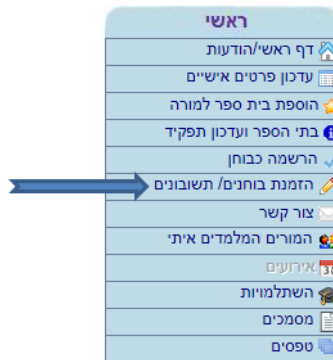 ראשי
דף ראשי/הודעות
עדכון פרטים אישיים
הוספת בית ספר למורה
בתי הספר ועדכון תפקיד
הרשמה כבוחן
הזמנת בוחנים/ תשובונים
צור קשר
המורים המלמדים איתי
אירועים
השתלמויות
מסמכים
טפסים